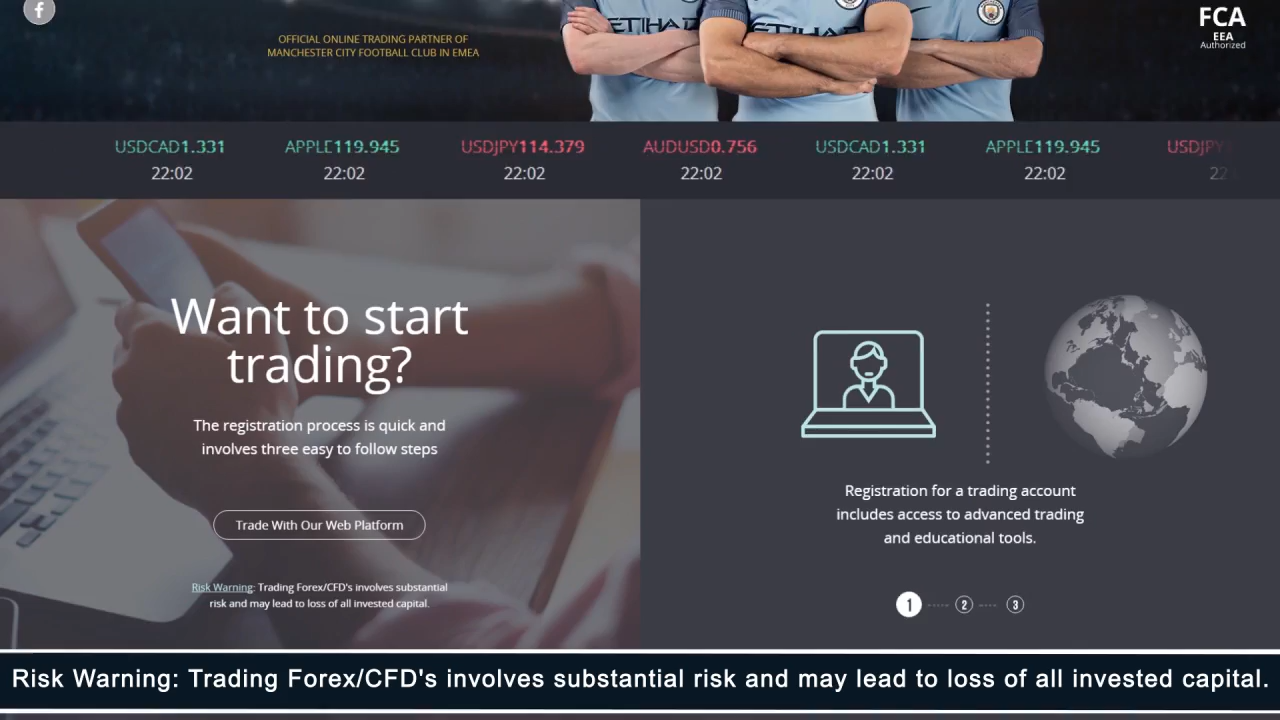 f
OFFICIAL ONLINE TRADING PARTNER OF
MANCHESTER CITY FOOTBALL CLUB IN EMEA
ETIHAD
FCA
EEA
Authorized
USDCAD1.331 APPLE119.945 USDJPY114.379 AUDUSD0.756 USDCAD1.331 APPLE119.945 USDJPY
22:02 22:02 22:02 22:02 22:02 22:02 22
Want to start
trading?
The registration process is quick and
involves three easy to follow steps
Trade With Our Web Platform
Risk Warning: Trading Forex/CFD's involves substantial
risk and may lead to loss of all invested capital.
Registration for a trading account
includes access to advanced trading
and educational tools.
1 2 3
Risk Warning: Trading Forex/CFD's involves substantial risk and may lead to loss of all invested capital.